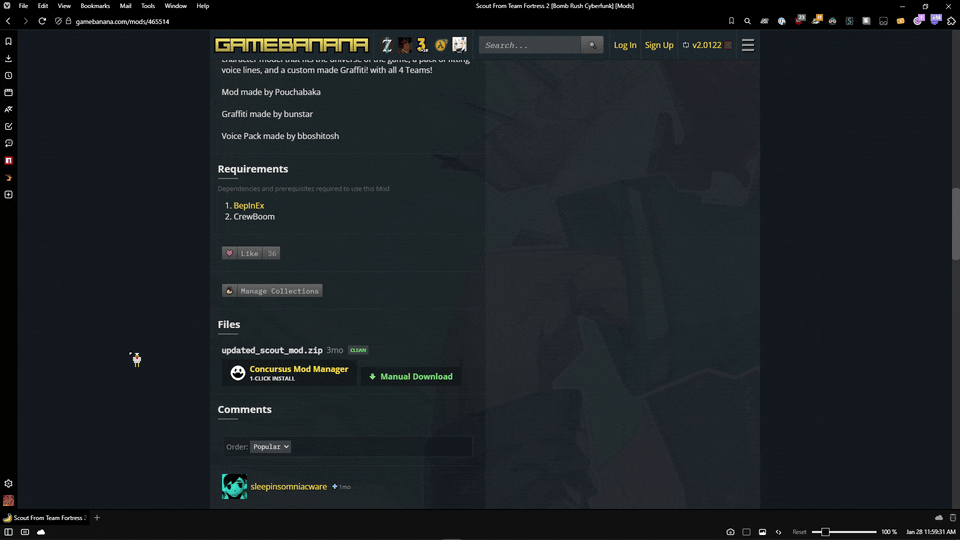 File Edit View Bookmarks Mail Tools Window Help
Scout From Team Fortress 2 [Bomb Rush Cyberfunk] [Mods]
gamebanana.com/mods/465514
GAMEBANANA
Search...
Log In
Sign Up
v2.0122
character model that fits the universe of the game, a pack of fitting
voice lines, and a custom made Graffiti! with all 4 Teams!
Mod made by Pouchabaka
Graffiti made by bunstar
Voice Pack made by bboshitosh
Requirements
Dependencies and prerequisites required to use this Mod
1. BepInEx
2. CrewBoom
Like 36
Manage Collections
Files
updated_scout_mod.zip 3mo CLEAN
Concursus Mod Manager
1-CLICK INSTALL
Manual Download
Comments
Order: Popular
sleepinsomniacware 1mo
Scout From Team Fortress 2
Reset
100 %
Jan 28 11:59:31 AM